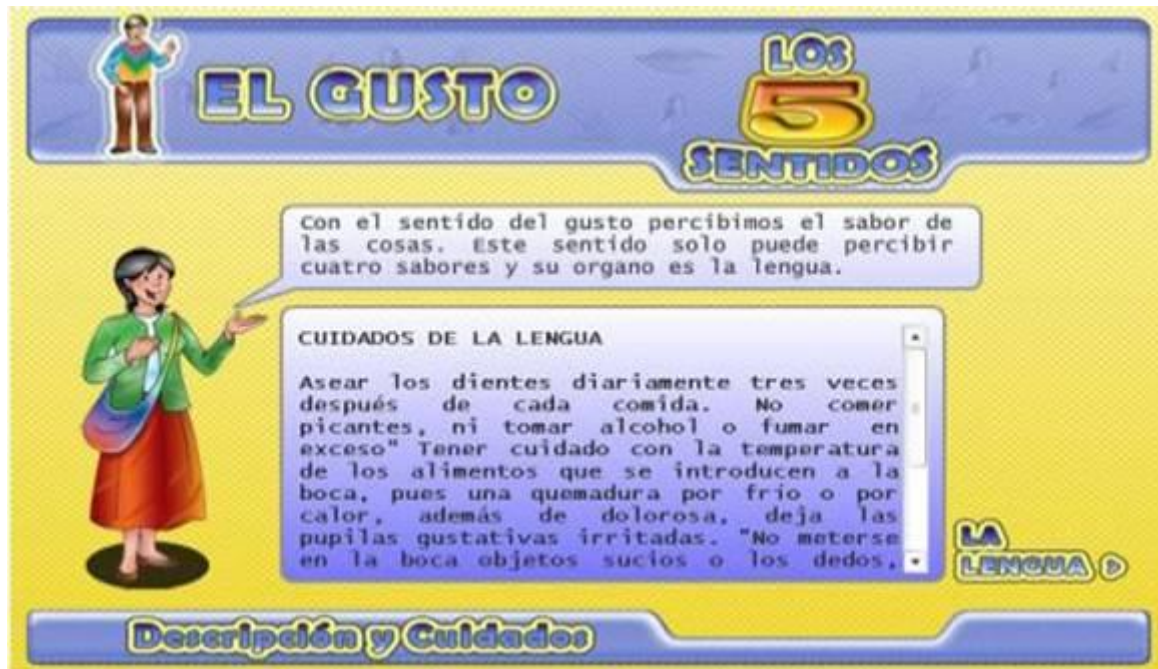 EL GUSTO
LOS
5
SENTIDOS
Con el sentido del gusto percibimos el sabor de
las cosas. Este sentido solo puede percibir
cuatro sabores y su organo es la lengua.
CUIDADOS DE LA LENGUA
Asear los dientes diariamente tres veces
después de cada comida. No comer
picantes, ni tomar alcohol o fumar en
exceso" Tener cuidado con la temperatura
de los alimentos que se introducen a la
boca, pues una quemadura por frío o por
calor, además de dolorosa, deja las
pupilas gustativas irritadas. "No meterse
en la boca objetos sucios o los dedos,
LA
LENGUA
Descripción y Cuidados